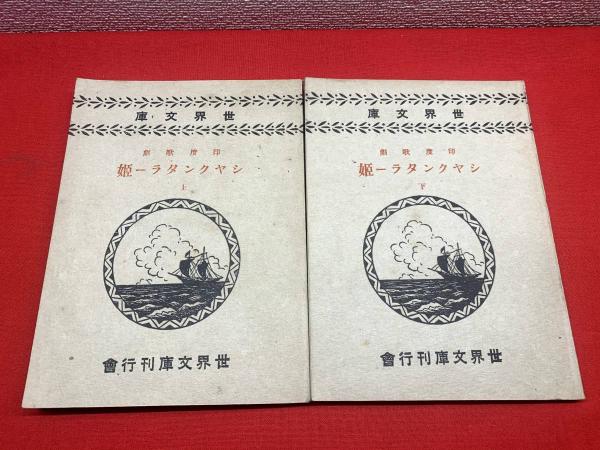 世界文庫
印度歌劇
シヤクンタラー姫
上
世界文庫刊行會
世界文庫
印度歌劇
シヤクンタラー姫
下
世界文庫刊行會